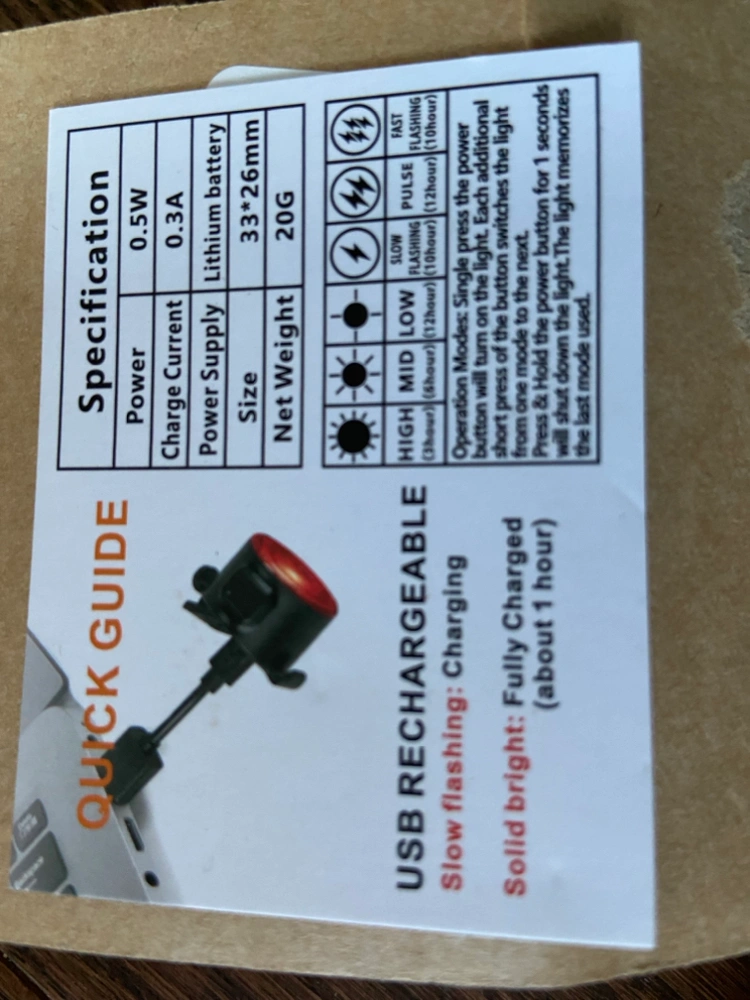 QUICK GUIDE
USB RECHARGEABLE
Slow flashing: Charging
Solid bright: Fully Charged
(about 1 hour)
Specification
Power 0.5W
Charge Current 0.3A
Power Supply Lithium battery
Size 33*26mm
Net Weight 20G
HIGH MID LOW SLOW FLASHING PULSE FAST FLASHING
(3hour) (6hour) (12hour) (10hour) (12hour) (10hour)
Operation Modes: Single press the power
button will turn on the light. Each additional
short press of the button switches the light
from one mode to the next.
Press & Hold the power button for 1 seconds
will shut down the light.The light memorizes
the last mode used.